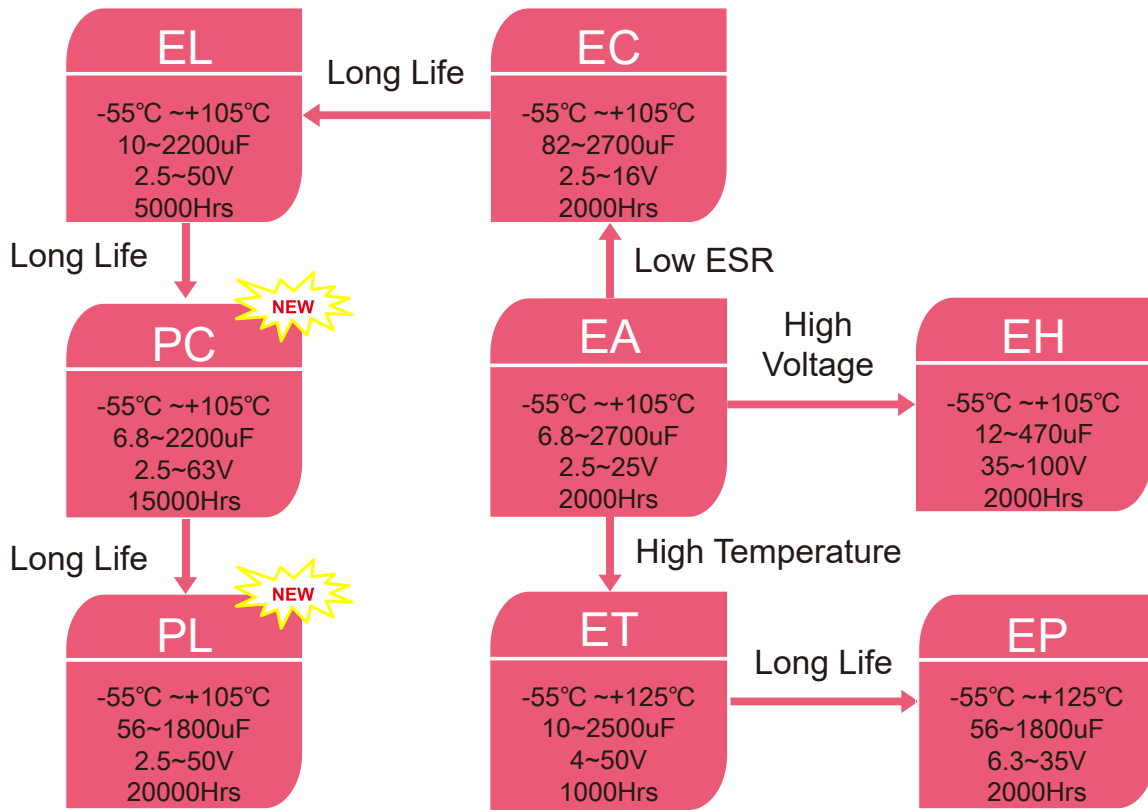 EL
-55℃ ~+105℃
10~2200uF
2.5~50V
5000Hrs
Long Life
EC
-55℃ ~+105℃
82~2700uF
2.5~16V
2000Hrs
Long Life
Low ESR
NEW
PC
-55℃ ~+105℃
6.8~2200uF
2.5~63V
15000Hrs
EA
-55℃ ~+105℃
6.8~2700uF
2.5~25V
2000Hrs
High
Voltage
EH
-55℃ ~+105℃
12~470uF
35~100V
2000Hrs
Long Life
High Temperature
NEW
PL
-55℃ ~+105℃
56~1800uF
2.5~50V
20000Hrs
ET
-55℃ ~+125℃
10~2500uF
4~50V
1000Hrs
Long Life
EP
-55℃ ~+125℃
56~1800uF
6.3~35V
2000Hrs